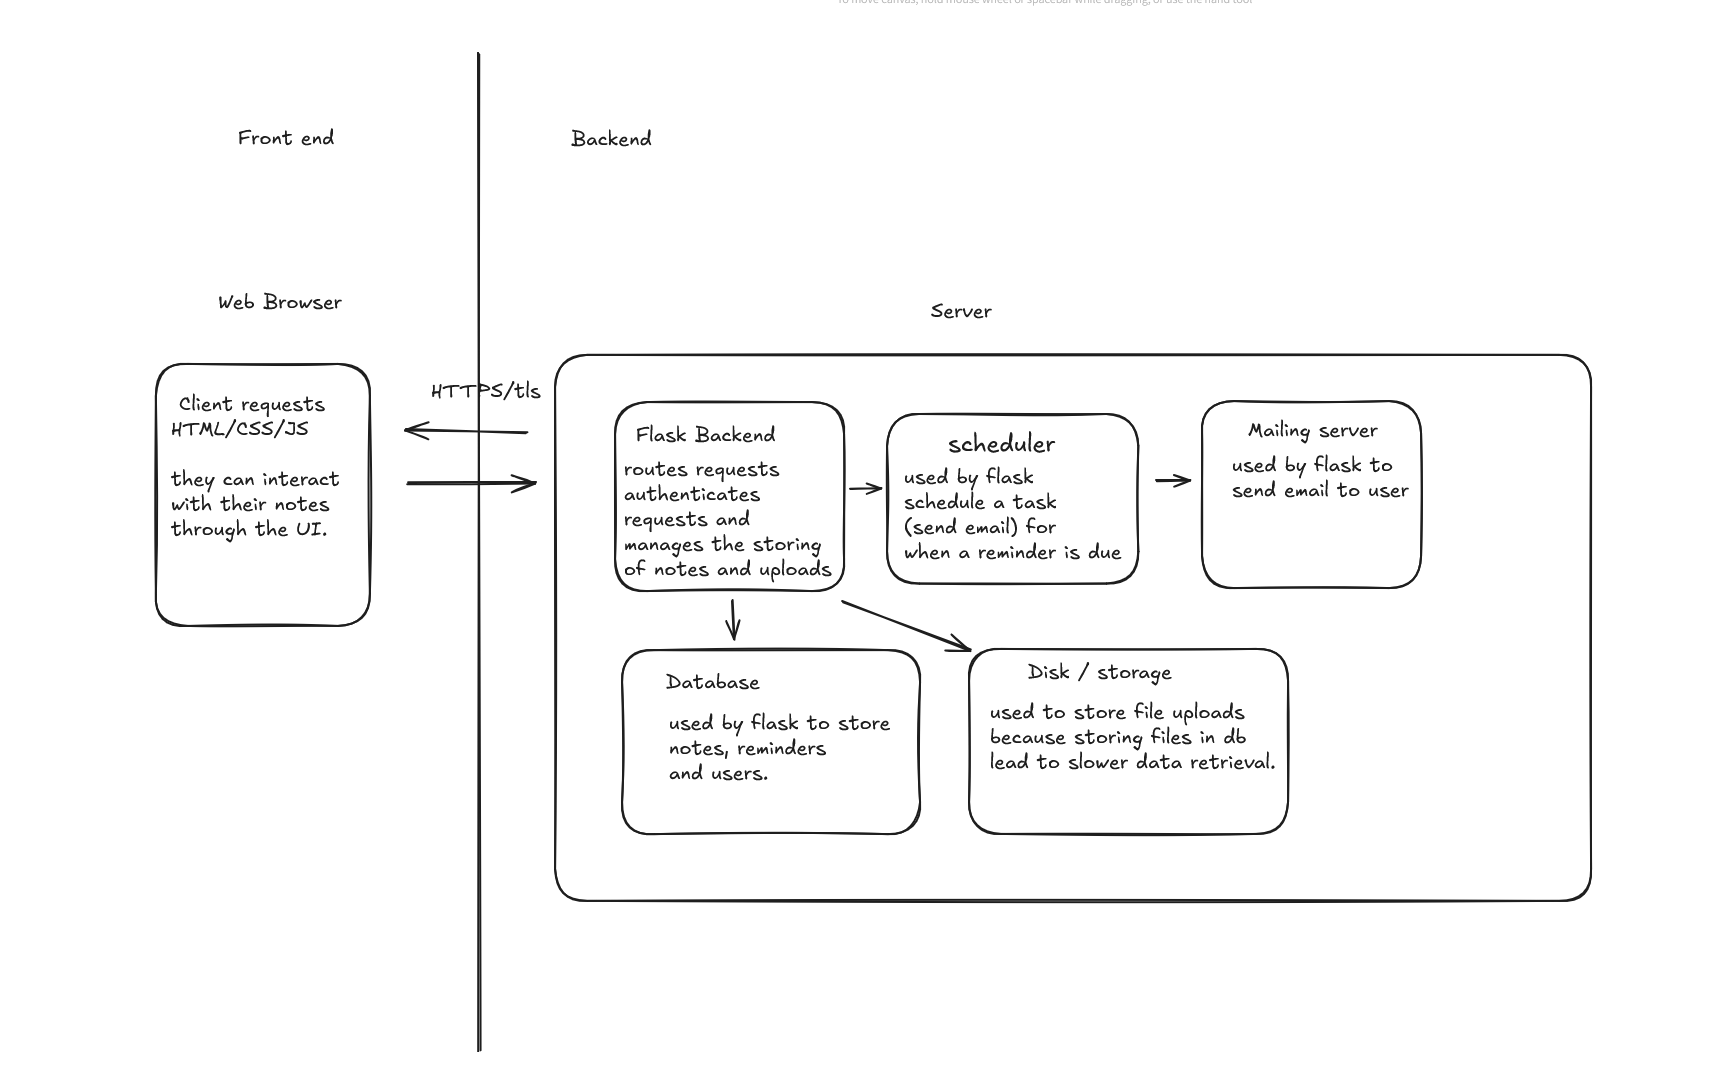 To move canvas, hold mouse wheel or spacebar while dragging, or use the hand tool
Front end
Backend
Web Browser
Server
HTTPS/tls
Client requests
HTML/CSS/JS
they can interact
with their notes
through the UI.
Flask Backend
routes requests
authenticates
requests and
manages the storing
of notes and uploads
scheduler
used by flask
schedule a task
(send email) for
when a reminder is due
Mailing server
used by flask to
send email to user
Database
used by flask to store
notes, reminders
and users.
Disk / storage
used to store file uploads
because storing files in db
lead to slower data retrieval.